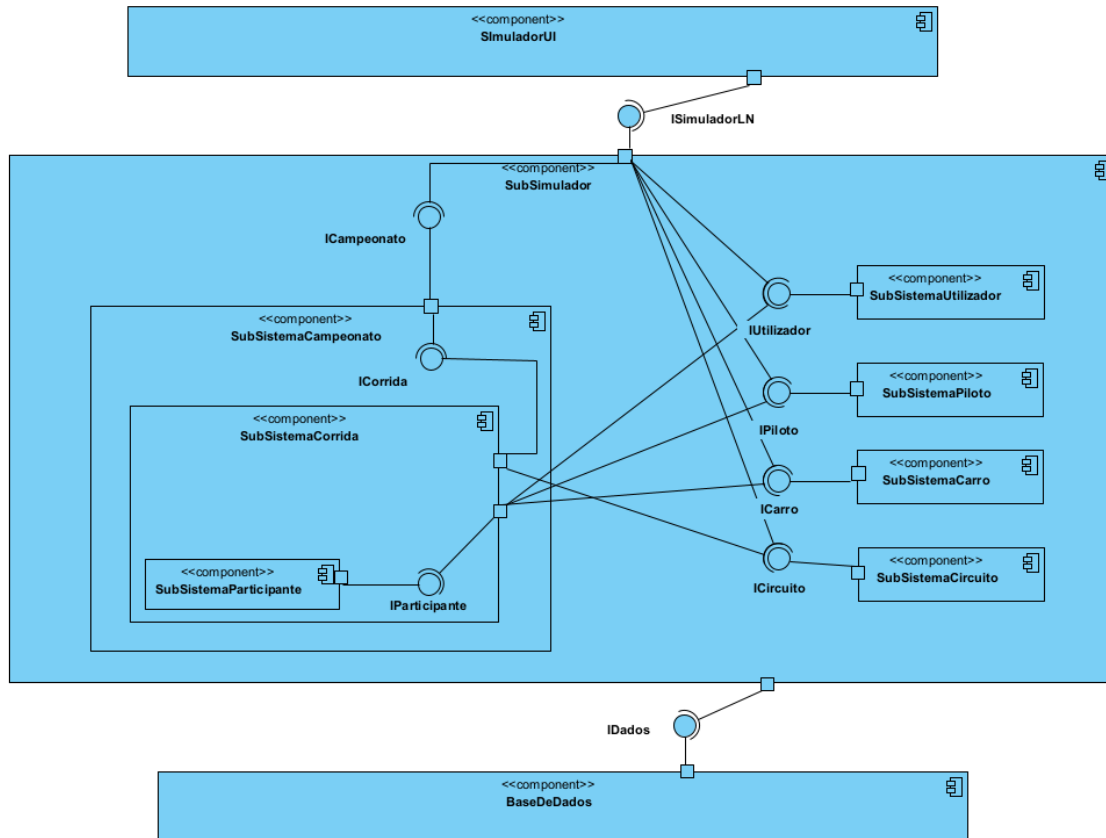 <<component>>
SImuladorUI
ISimuladorLN
<<component>>
SubSimulador
ICampeonato
<<component>>
SubSistemaUtilizador
IUtilizador
<<component>>
SubSistemaCampeonato
ICorrida
<<component>>
SubSistemaPiloto
IPiloto
<<component>>
SubSistemaCorrida
<<component>>
SubSistemaCarro
ICarro
<<component>>
SubSistemaCircuito
ICircuito
<<component>>
SubSistemaParticipante
IParticipante
IDados
<<component>>
BaseDeDados